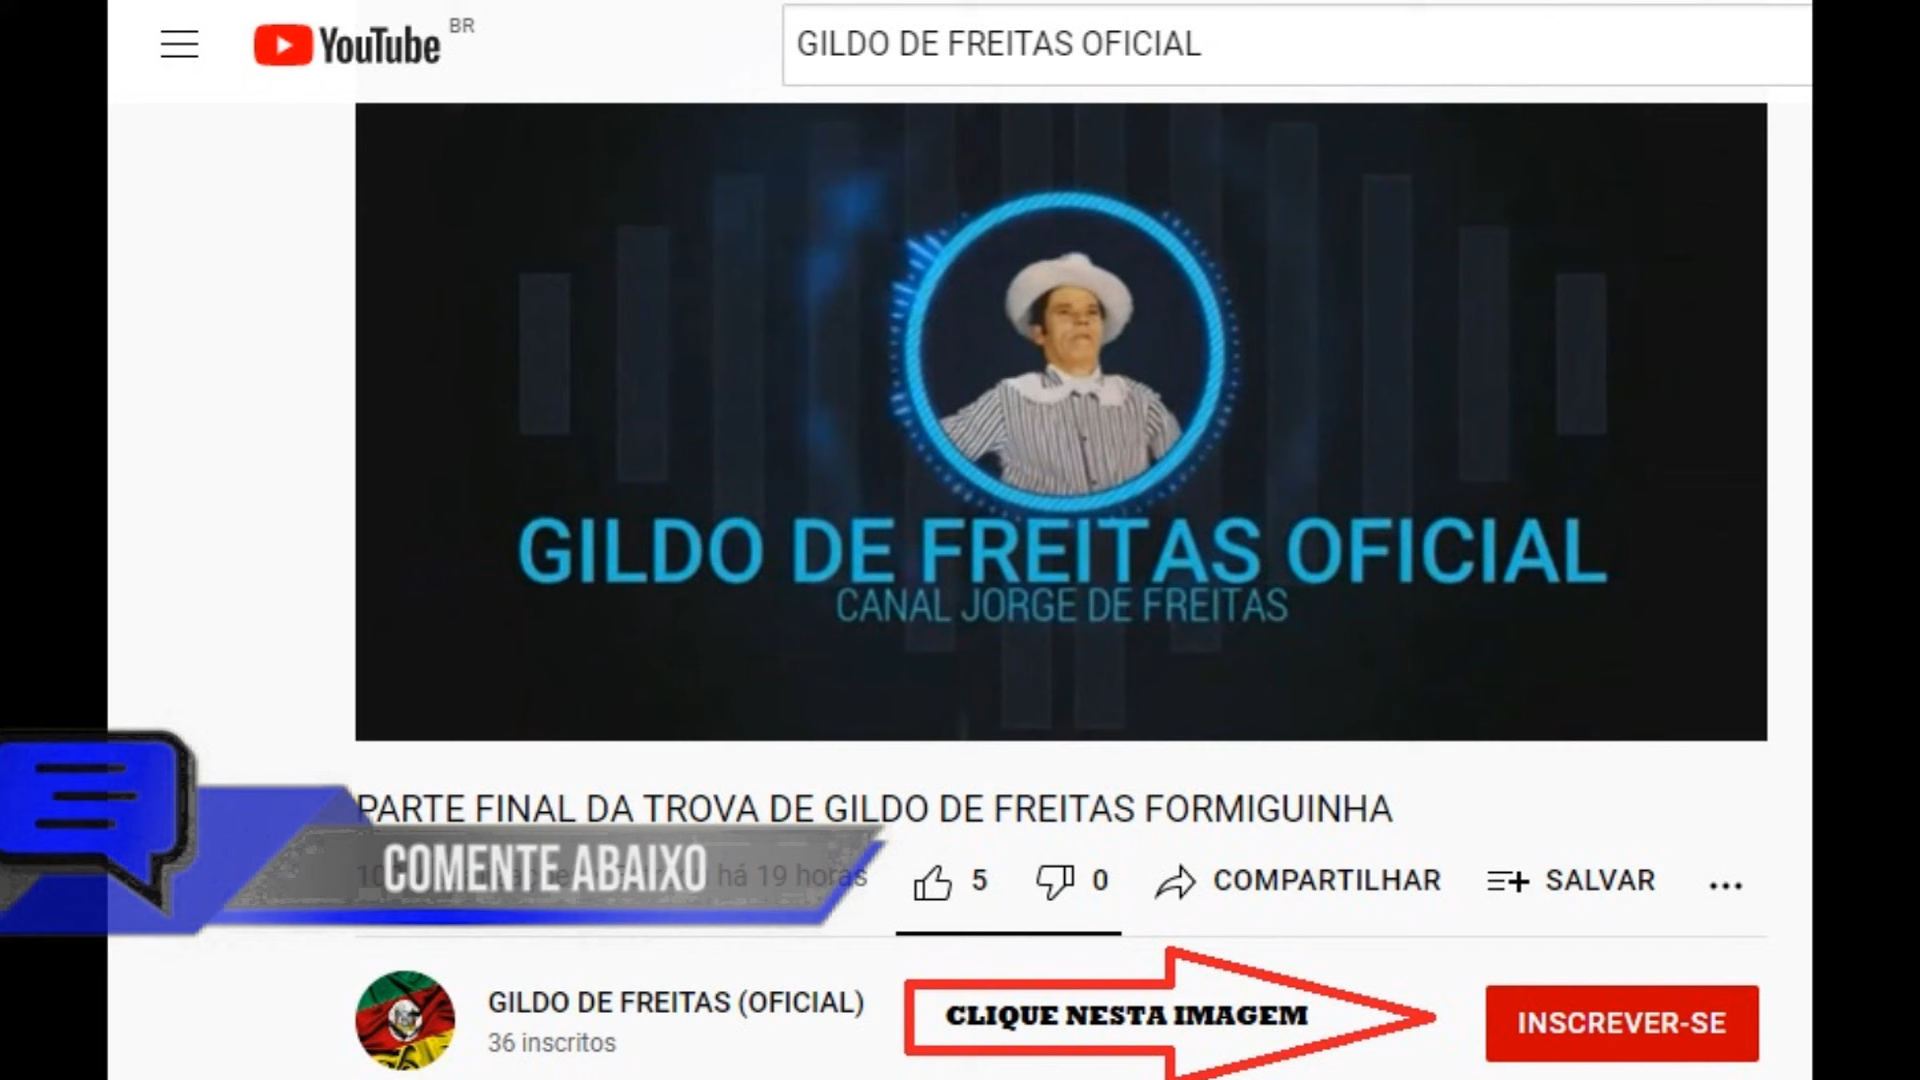 YouTube BR
GILDO DE FREITAS OFICIAL
GILDO DE FREITAS OFICIAL
CANAL JORGE DE FREITAS
PARTE FINAL DA TROVA DE GILDO DE FREITAS FORMIGUINHA
COMENTE ABAIXO
há 19 horas
5
0
COMPARTILHAR
SALVAR
GILDO DE FREITAS (OFICIAL)
36 inscritos
CLIQUE NESTA IMAGEM
INSCREVER-SE